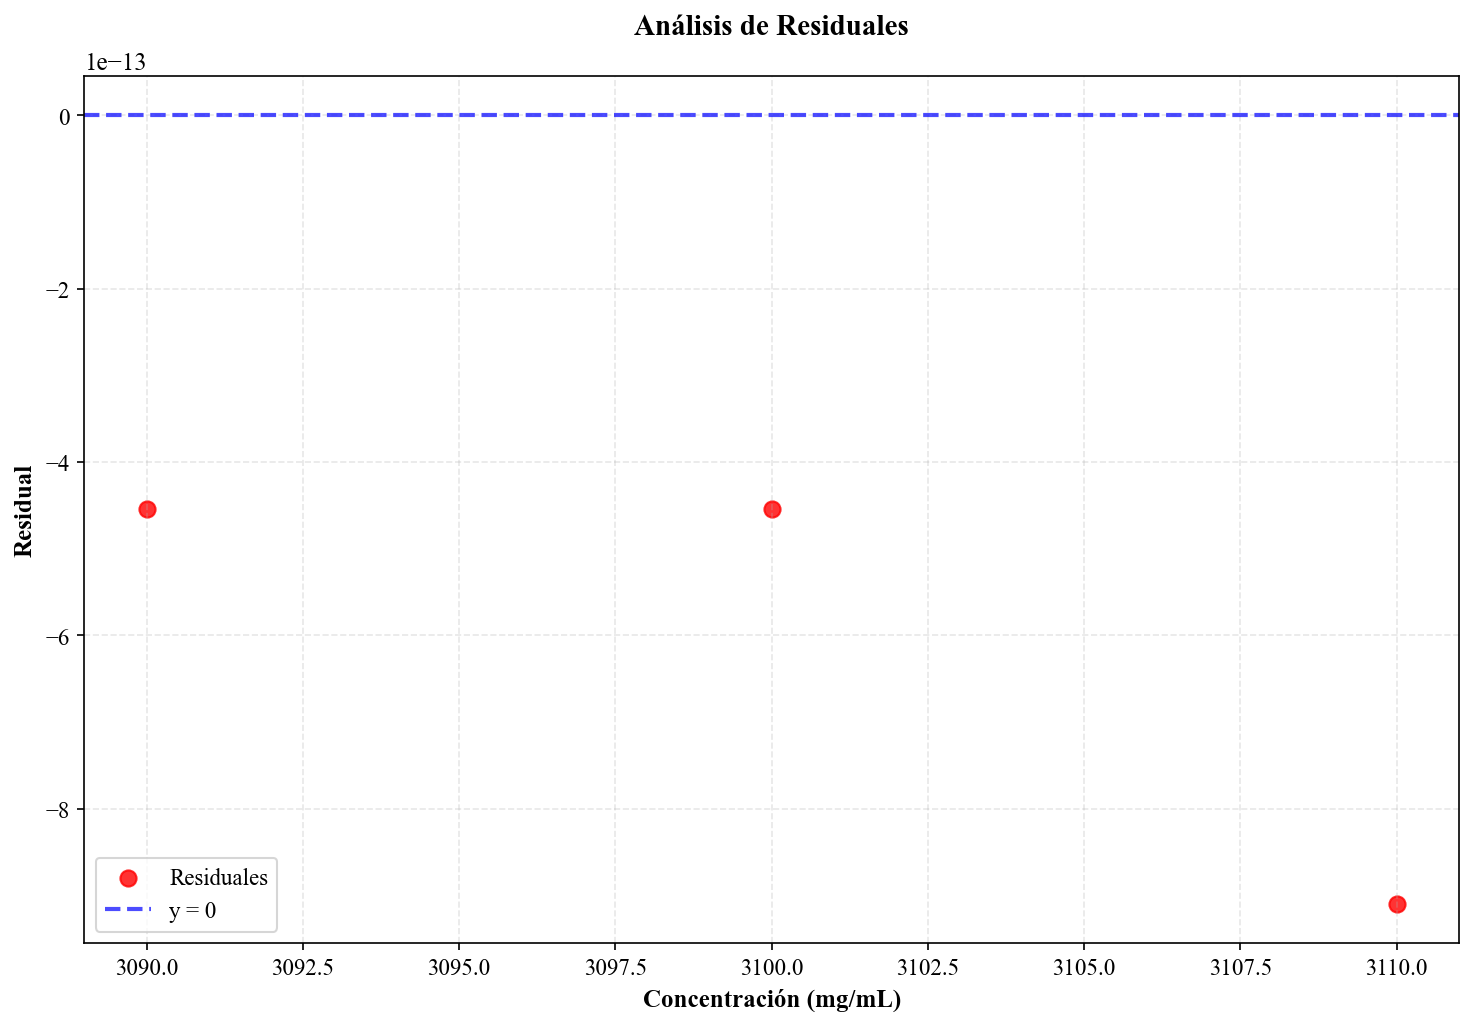 Análisis de Residuales
1e−13
0
−2
−4
−6
−8
Residual
Residuales
y = 0
3090.0 3092.5 3095.0 3097.5 3100.0 3102.5 3105.0 3107.5 3110.0
Concentración (mg/mL)